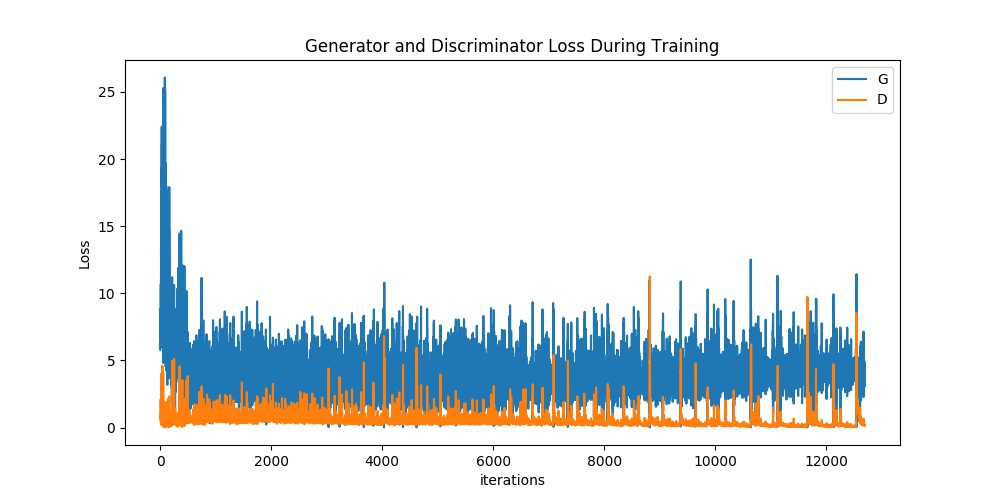 Generator and Discriminator Loss During Training
G
D
25
20
15
10
5
0
Loss
0 2000 4000 6000 8000 10000 12000
iterations